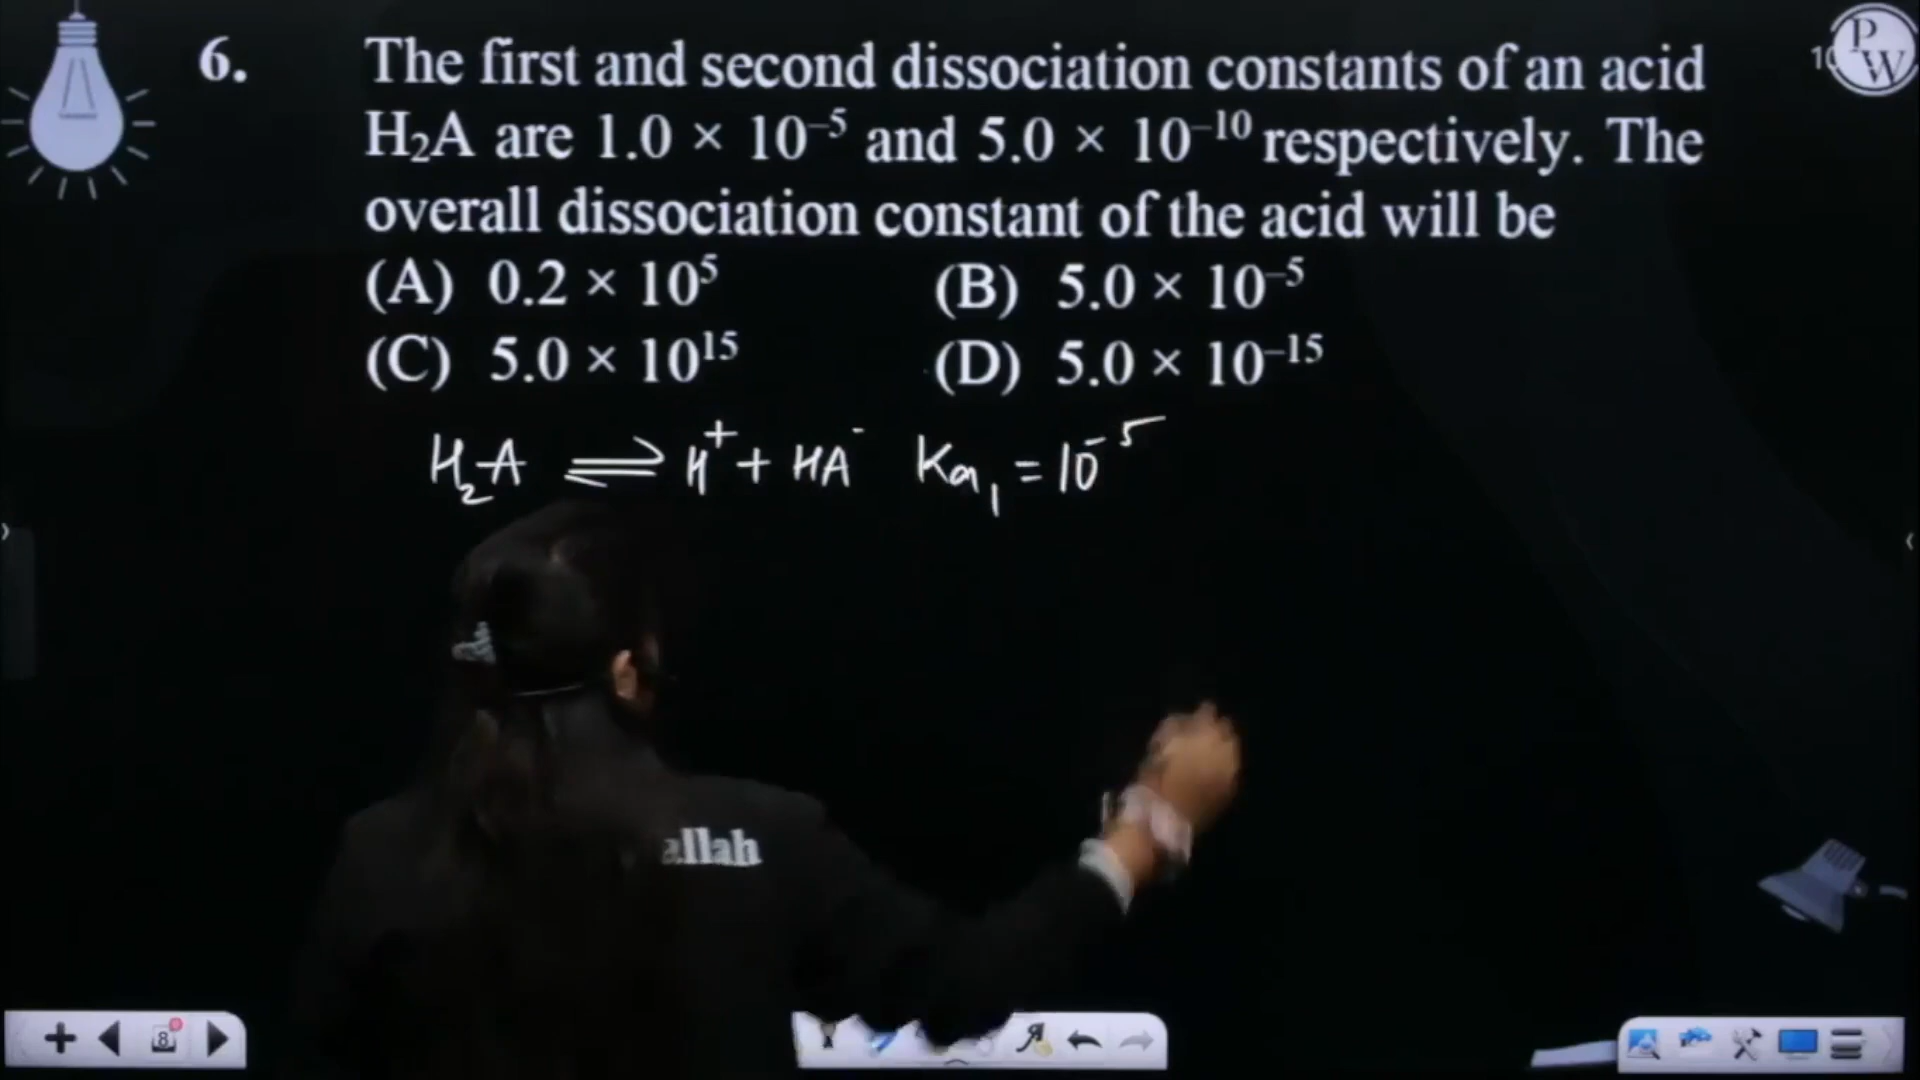 6. The first and second dissociation constants of an acid
H₂A are 1.0 × 10⁻⁵ and 5.0 × 10⁻¹⁰ respectively. The
overall dissociation constant of the acid will be
(A) 0.2 × 10⁵ (B) 5.0 × 10⁻⁵
(C) 5.0 × 10¹⁵ (D) 5.0 × 10⁻¹⁵
H₂A ⇌ H⁺ + HA⁻ Ka₁ = 10⁻⁵
PW
allah
8